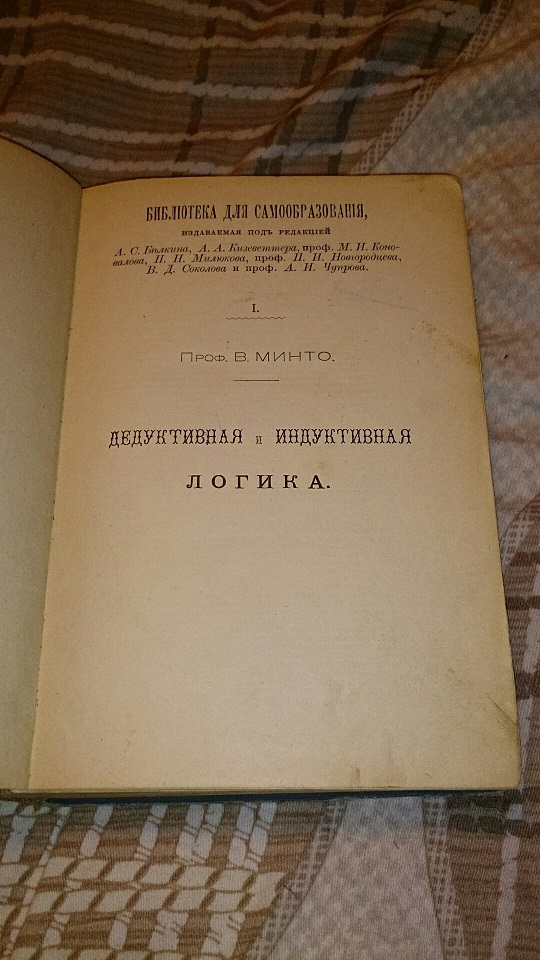 БИБЛІОТЕКА ДЛЯ САМООБРАЗОВАНІЯ,
ИЗДАВАЕМАЯ ПОДЪ РЕДАКЦІЕЙ
А. С. Бѣлкина, А. А. Кизеветтера, проф. М. И. Коно-
валова, П. Н. Милюкова, проф. П. И. Новгородцева,
В. Д. Соколова и проф. А. И. Чупрова.
I.
Проф. В. МИНТО.
ДЕДУКТИВНАЯ и ИНДУКТИВНАЯ
ЛОГИКА.